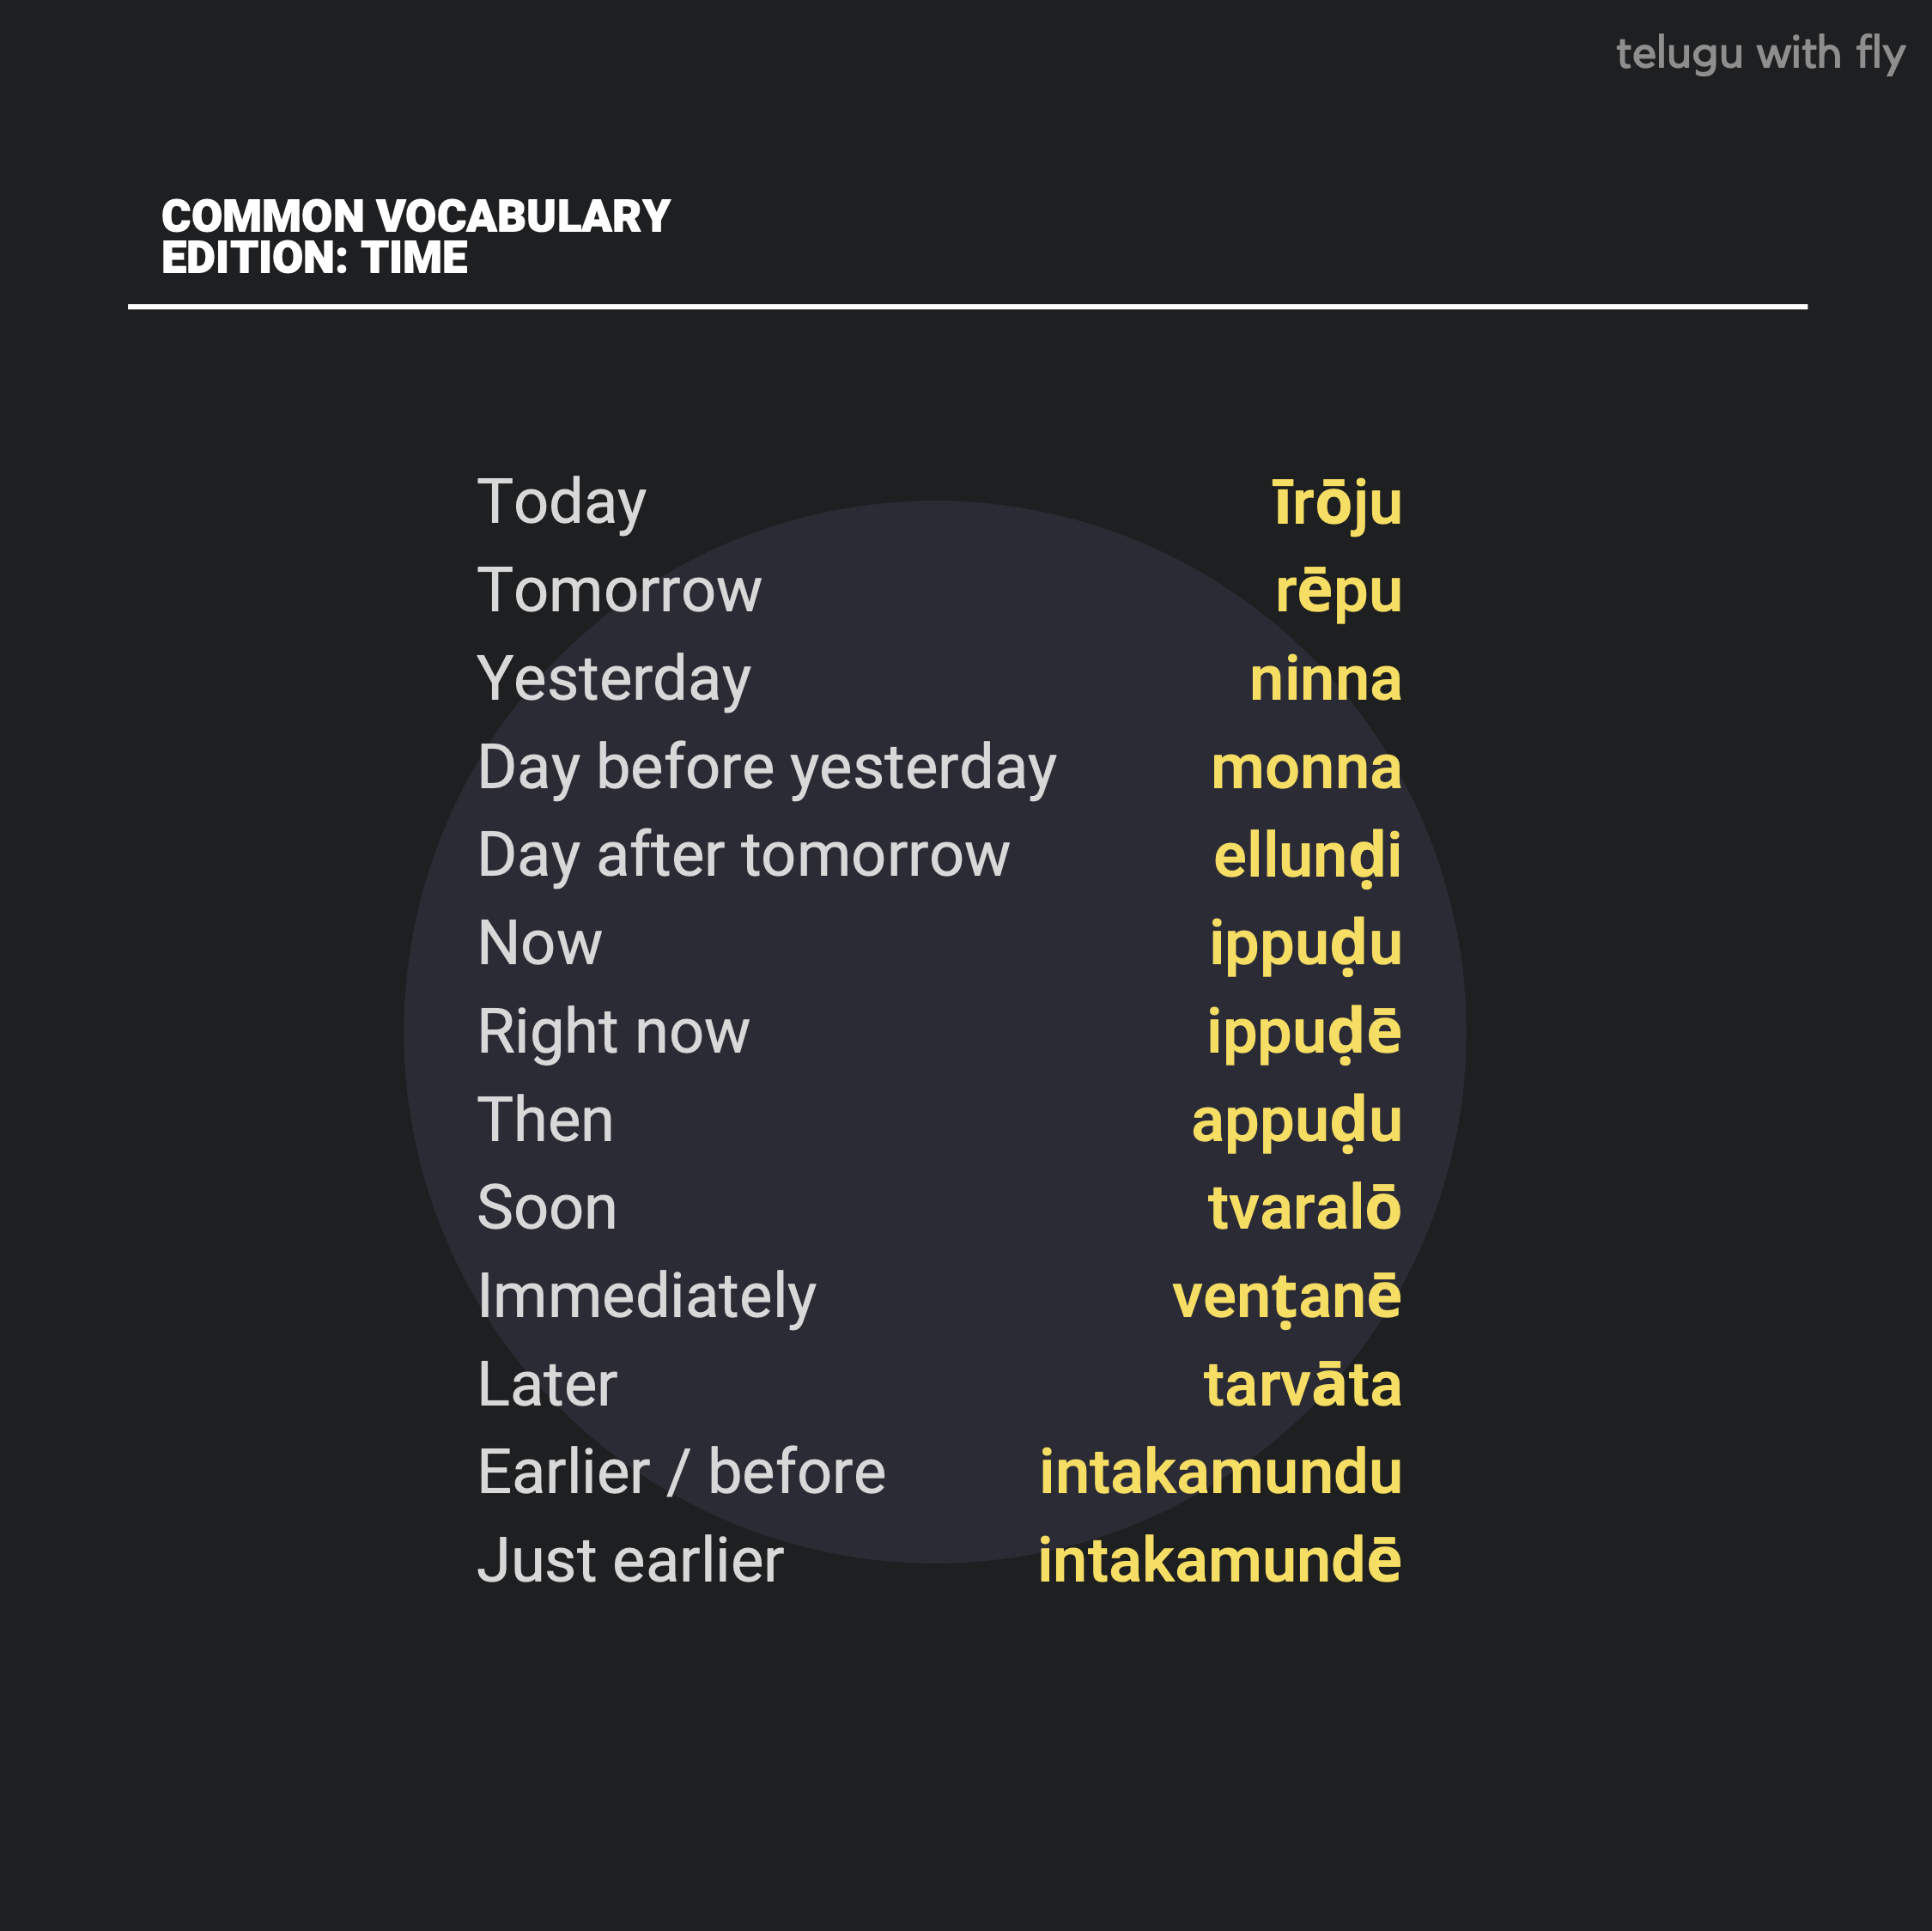 telugu with fly
COMMON VOCABULARY
EDITION: TIME
Today īrōju
Tomorrow rēpu
Yesterday ninna
Day before yesterday monna
Day after tomorrow ellunḍi
Now ippuḍu
Right now ippuḍē
Then appuḍu
Soon tvaralō
Immediately venṭanē
Later tarvāta
Earlier / before intakamundu
Just earlier intakamundē